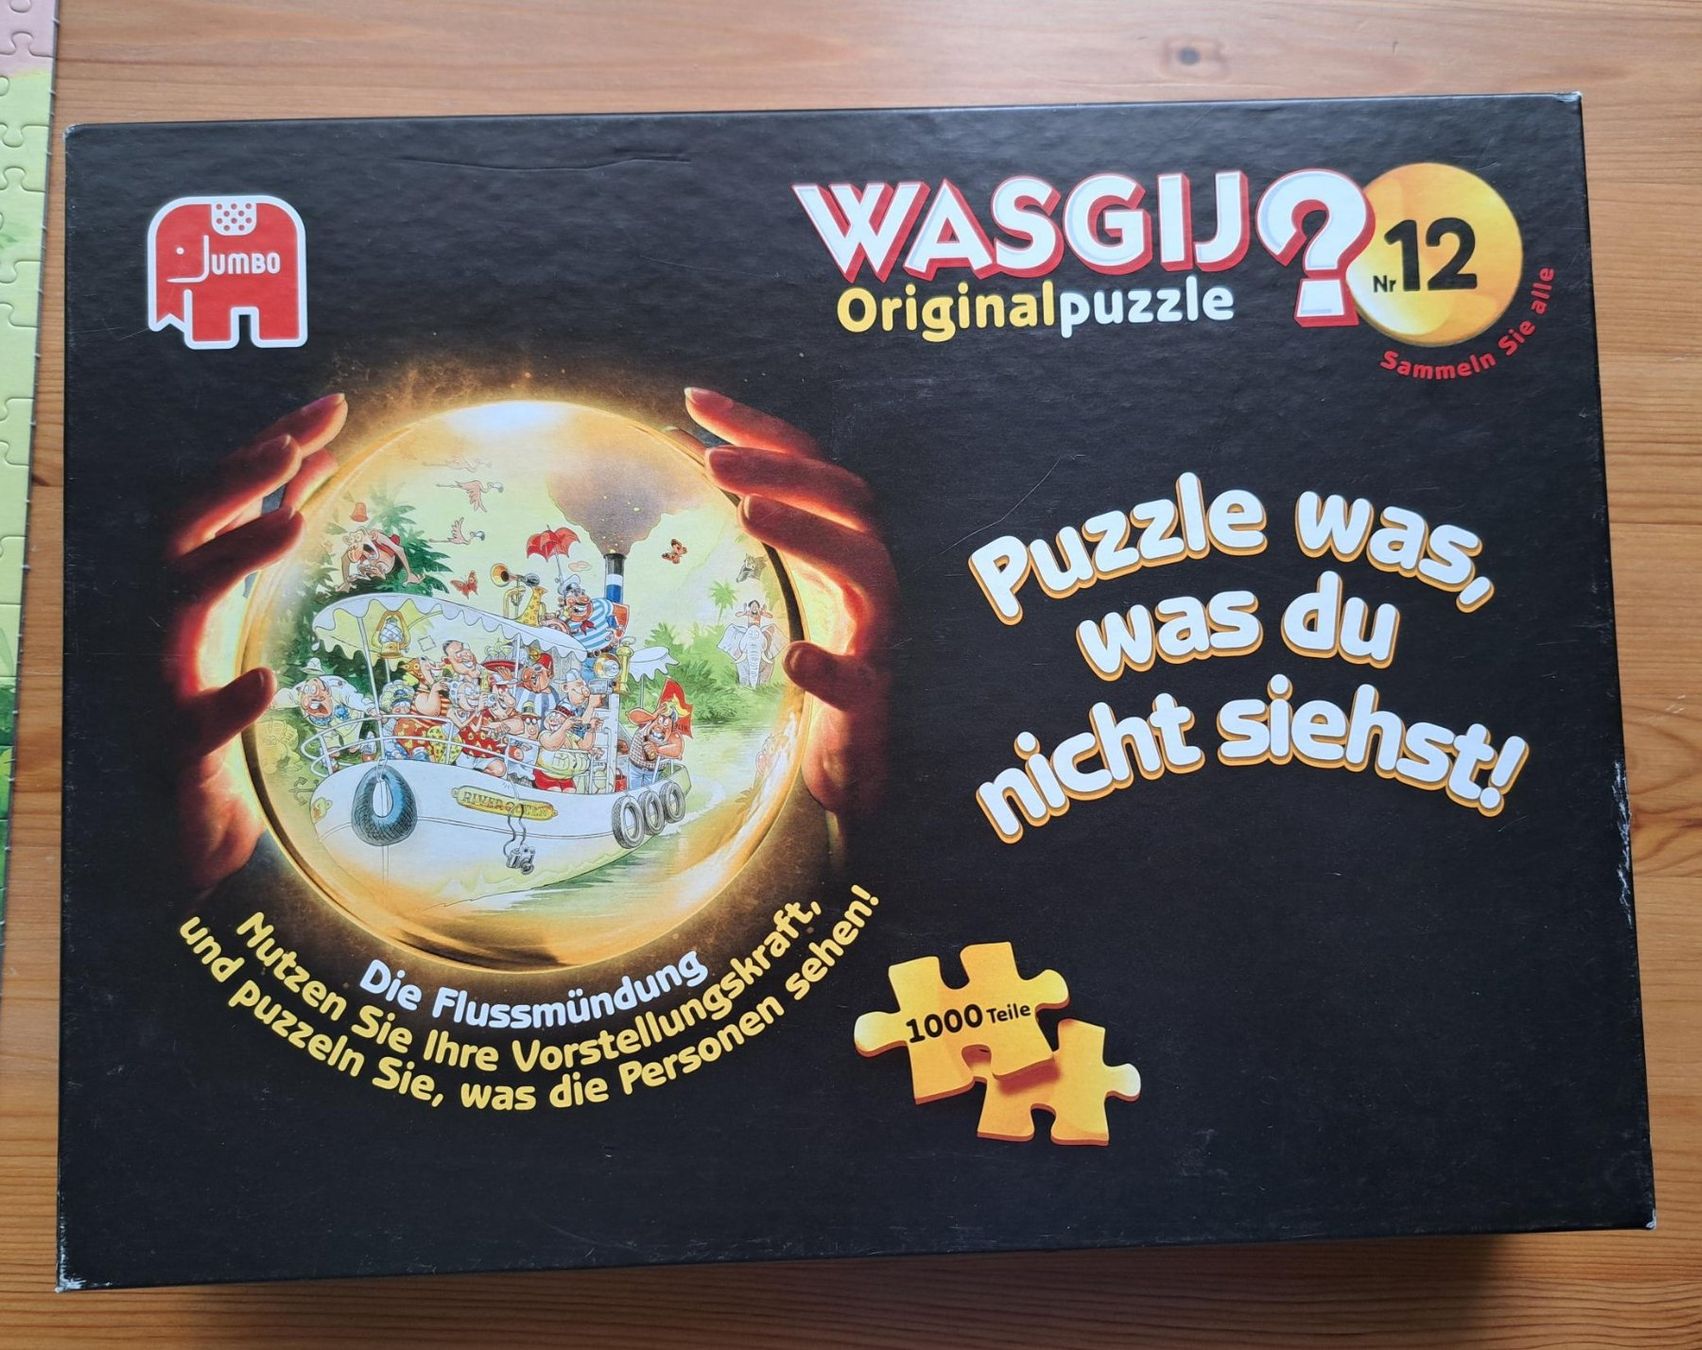 JUMBO
WASGIJ?
Originalpuzzle
Nr 12
Sammeln Sie alle
Puzzle was,
was du
nicht siehst!
RIVER QUEEN
Die Flussmündung
Nutzen Sie Ihre Vorstellungskraft,
und puzzeln Sie, was die Personen sehen!
1000 Teile